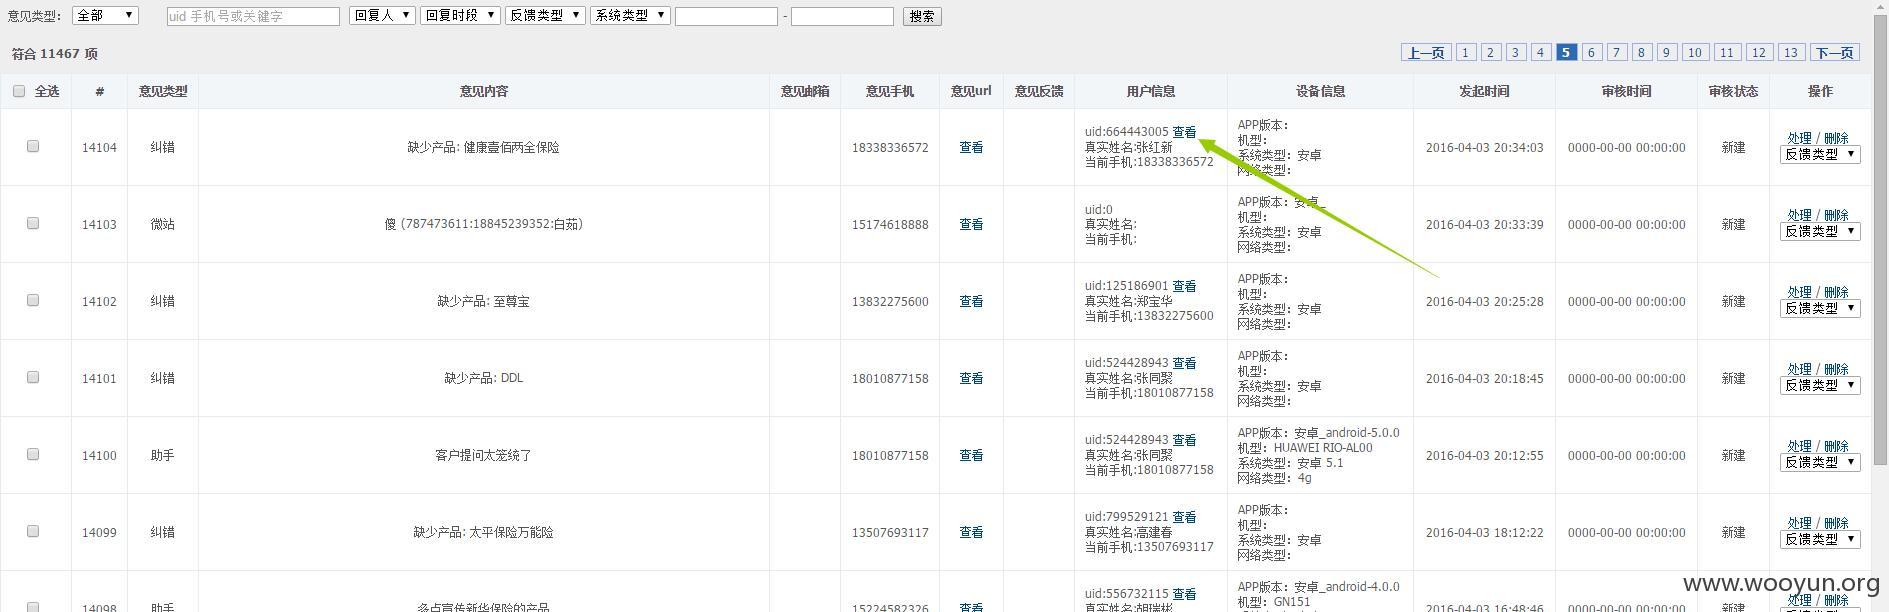 意见类型： 全部 ▼ uid 手机号或关键字 回复人 ▼ 回复时段 ▼ 反馈类型 ▼ 系统类型 ▼ - 搜索
符合 11467 项 上一页 1 2 3 4 5 6 7 8 9 10 11 12 13 下一页
全选 # 意见类型 意见内容 意见邮箱 意见手机 意见url 意见反馈 用户信息 设备信息 发起时间 审核时间 审核状态 操作
14104 纠错 缺少产品: 健康壹佰两全保险 18338336572 查看
uid:664443005 查看
真实姓名:张红新
当前手机:18338336572
APP版本：
机型：
系统类型：安卓
网络类型：
2016-04-03 20:34:03 0000-00-00 00:00:00 新建
处理 / 删除
反馈类型 ▼
14103 微站 傻 (787473611:18845239352:白茹) 15174618888 查看
uid:0
真实姓名:
当前手机:
APP版本：安卓_
机型：
系统类型：安卓
网络类型：
2016-04-03 20:33:39 0000-00-00 00:00:00 新建
处理 / 删除
反馈类型 ▼
14102 纠错 缺少产品: 至尊宝 13832275600 查看
uid:125186901 查看
真实姓名:郑宝华
当前手机:13832275600
APP版本：
机型：
系统类型：安卓
网络类型：
2016-04-03 20:25:28 0000-00-00 00:00:00 新建
处理 / 删除
反馈类型 ▼
14101 纠错 缺少产品: DDL 18010877158 查看
uid:524428943 查看
真实姓名:张同聚
当前手机:18010877158
APP版本：
机型：
系统类型：安卓
网络类型：
2016-04-03 20:18:45 0000-00-00 00:00:00 新建
处理 / 删除
反馈类型 ▼
14100 助手 客户提问太笼统了 18010877158 查看
uid:524428943 查看
真实姓名:张同聚
当前手机:18010877158
APP版本：安卓_android-5.0.0
机型：HUAWEI RIO-AL00
系统类型：安卓 5.1
网络类型：4g
2016-04-03 20:12:55 0000-00-00 00:00:00 新建
处理 / 删除
反馈类型 ▼
14099 纠错 缺少产品: 太平保险万能险 13507693117 查看
uid:799529121 查看
真实姓名:高建春
当前手机:13507693117
APP版本：
机型：
系统类型：安卓
网络类型：
2016-04-03 18:12:22 0000-00-00 00:00:00 新建
处理 / 删除
反馈类型 ▼
14098 助手 多点宣传新华保险的产品 15224582326 查看
uid:556732115 查看
真实姓名:胡瑞彬
APP版本：安卓_android-4.0.0
机型：GN151
2016-04-03 16:48:46 0000-00-00 00:00:00 新建
处理 / 删除
www.wooyun.org